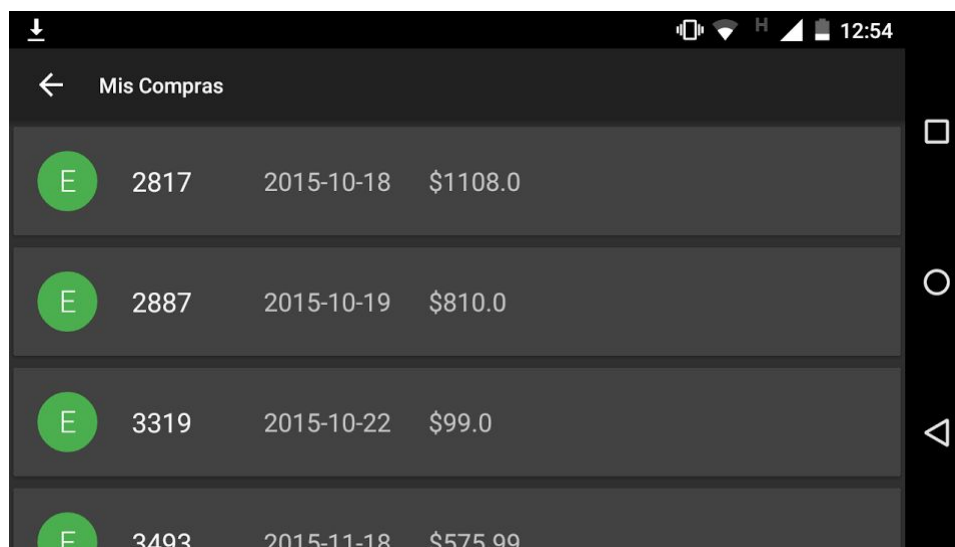 H 12:54
Mis Compras
E 2817 2015-10-18 $1108.0
E 2887 2015-10-19 $810.0
E 3319 2015-10-22 $99.0
E 3493 2015-11-18 $575.99